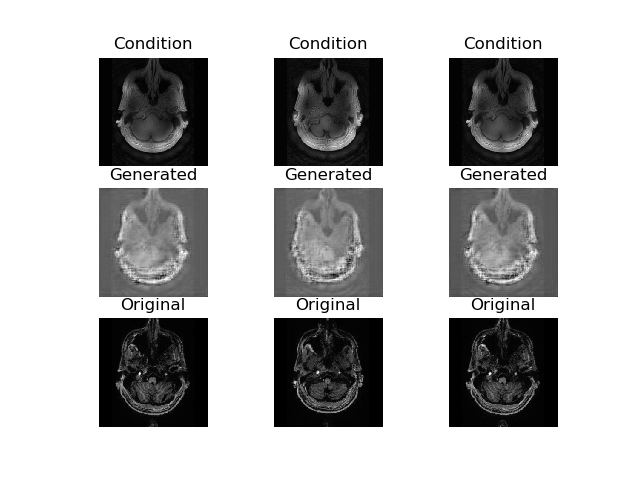 Condition Condition Condition
Generated Generated Generated
Original Original Original